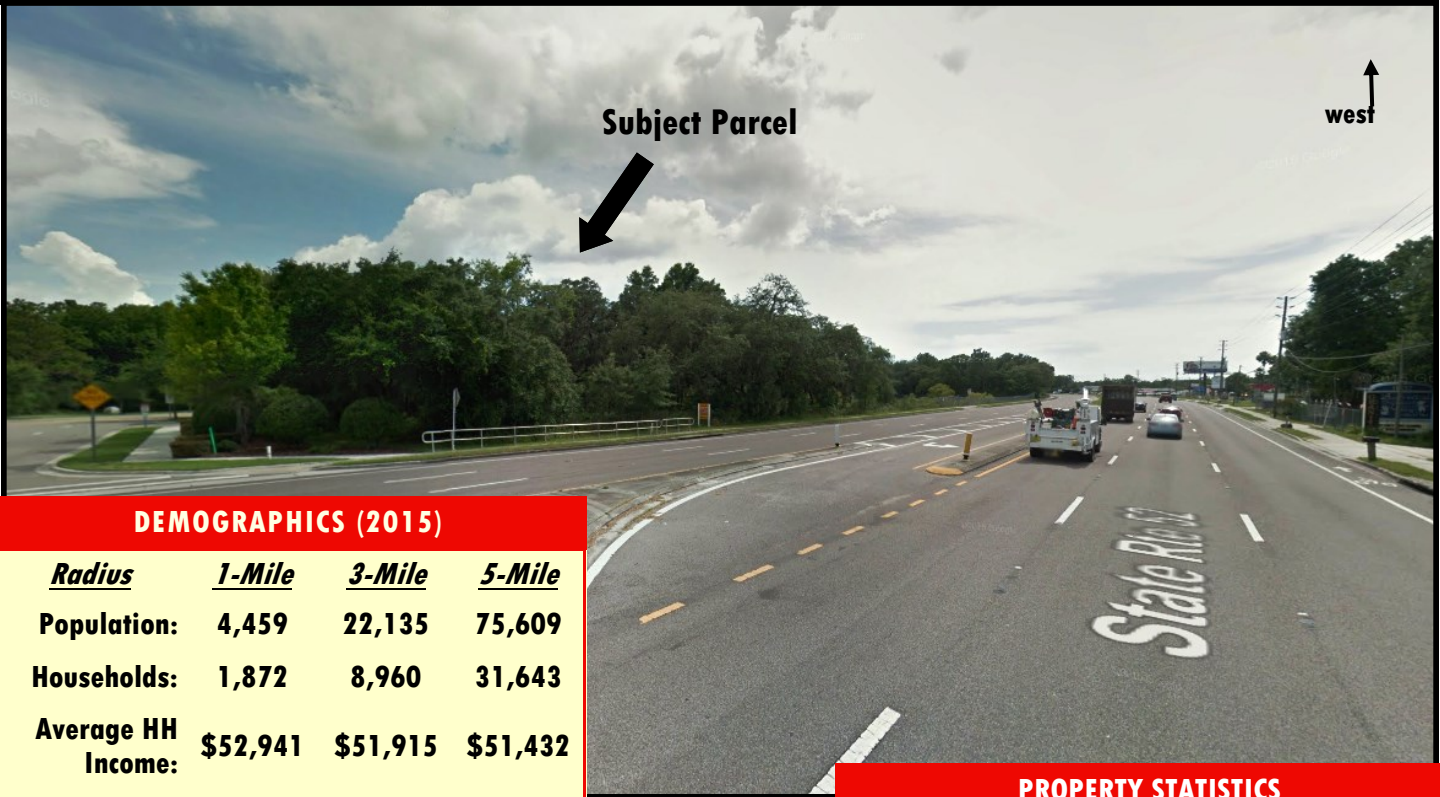 Subject Parcel
west
State Rte 52
DEMOGRAPHICS (2015)
Radius 1-Mile 3-Mile 5-Mile
Population: 4,459 22,135 75,609
Households: 1,872 8,960 31,643
Average HH
Income: $52,941 $51,915 $51,432
PROPERTY STATISTICS